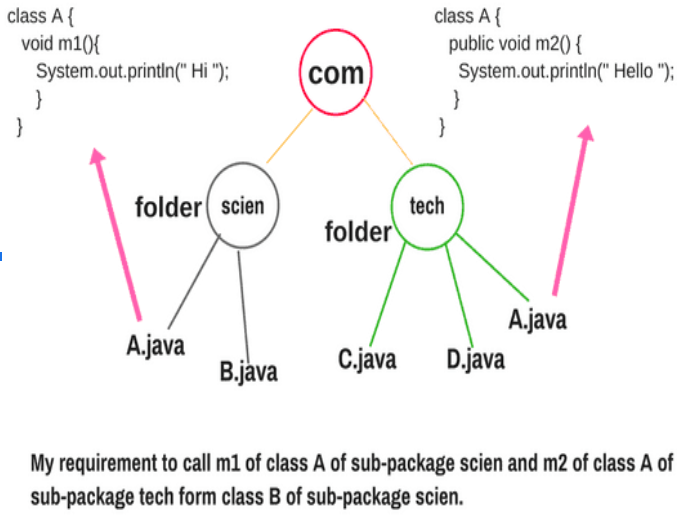 class A {
void m1(){
System.out.println(" Hi ");
}
}
class A {
public void m2() {
System.out.println(" Hello ");
}
}
com
folder
scien
tech
folder
A.java
B.java
C.java
D.java
A.java
My requirement to call m1 of class A of sub-package scien and m2 of class A of
sub-package tech form class B of sub-package scien.